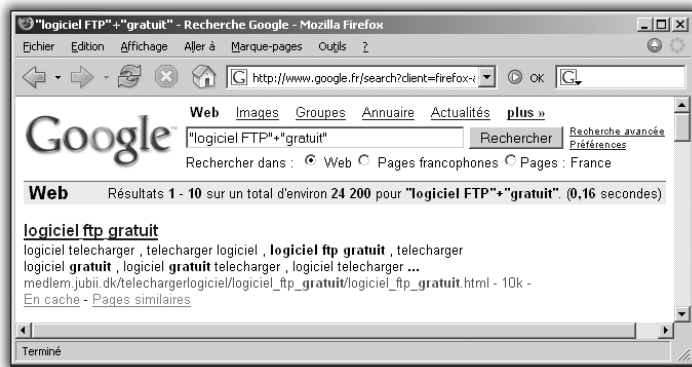 "logiciel FTP"+"gratuit" - Recherche Google - Mozilla Firefox
Fichier Edition Affichage Aller à Marque-pages Outils ?
G http://www.google.fr/search?client=firefox-a OK G
Web Images Groupes Annuaire Actualités plus »
Google "logiciel FTP"+"gratuit" Rechercher Recherche avancée
Préférences
Rechercher dans : Web Pages francophones Pages : France
Web Résultats 1 - 10 sur un total d'environ 24 200 pour "logiciel FTP"+"gratuit". (0,16 secondes)
logiciel ftp gratuit
logiciel telecharger , telecharger logiciel , logiciel ftp gratuit , telecharger
logiciel gratuit , logiciel gratuit telecharger , logiciel telecharger ...
medlem.jubii.dk/telechargerlogiciel/logiciel_ftp_gratuit/logiciel_ftp_gratuit.html - 10k -
En cache - Pages similaires
Terminé